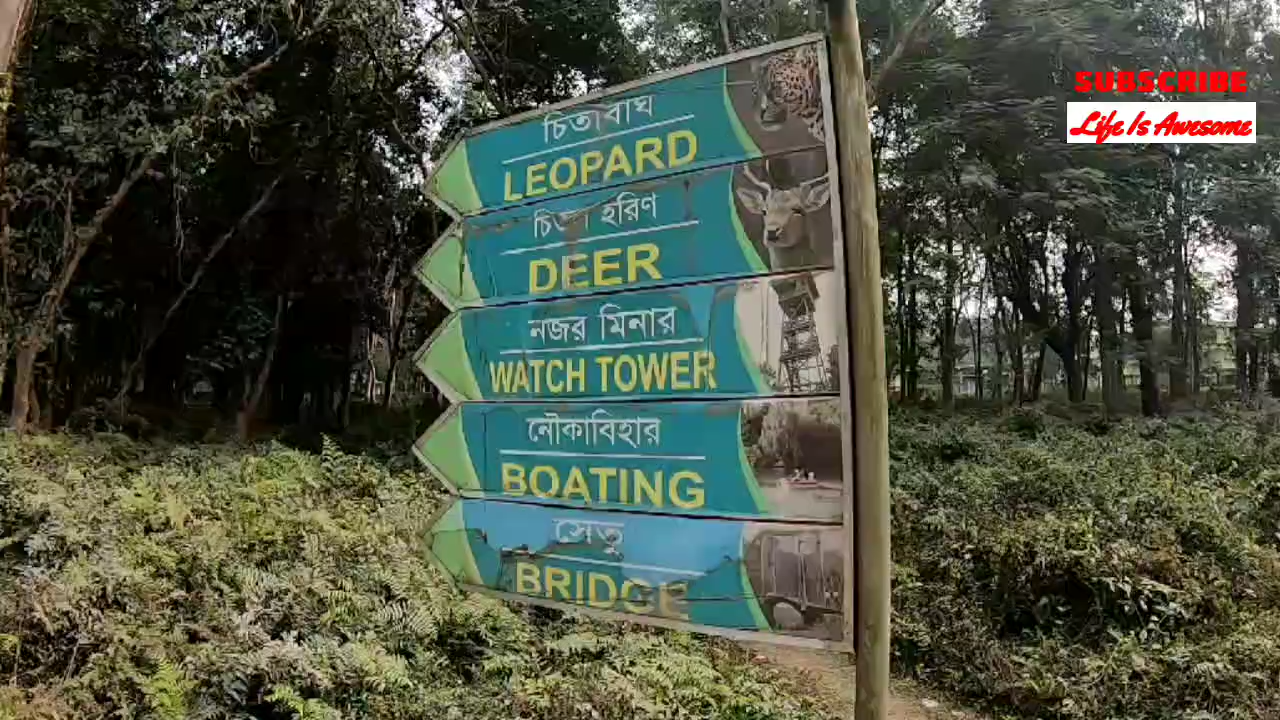 SUBSCRIBE
Life Is Awesome
চিতাবাঘ
LEOPARD
চিতা হরিণ
DEER
নজর মিনার
WATCH TOWER
নৌকাবিহার
BOATING
সেতু
BRIDGE